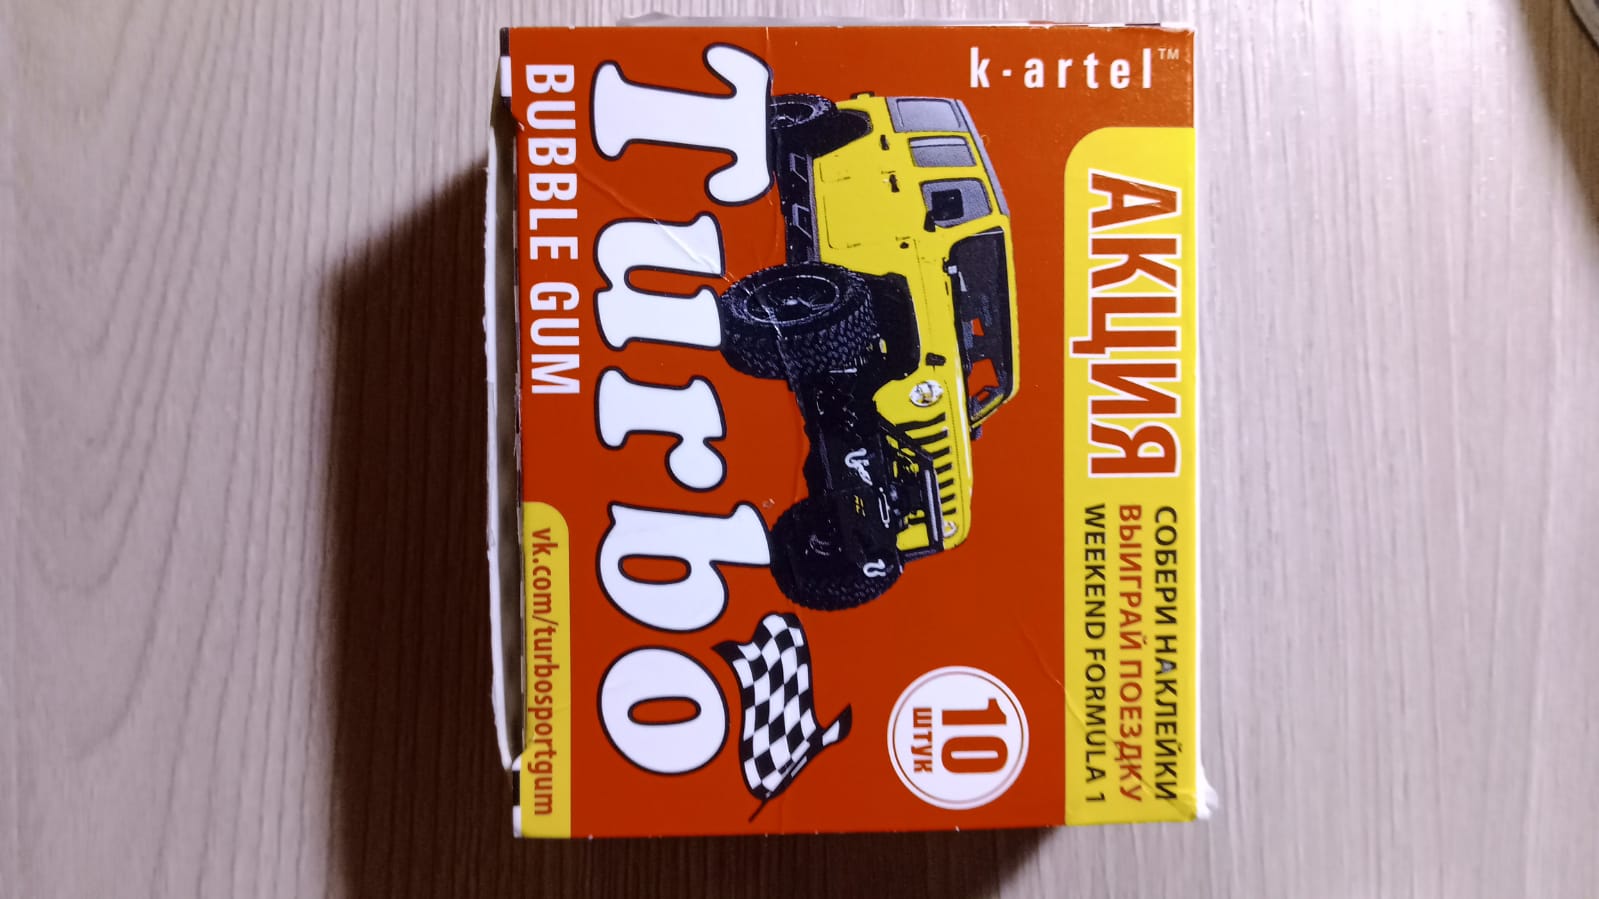 k-artel™
АКЦИЯ
СОБЕРИ НАКЛЕЙКИ
ВЫИГРАЙ ПОЕЗДКУ
WEEKEND FORMULA 1
10
штук
Turbo
BUBBLE GUM
vk.com/turbosportgum